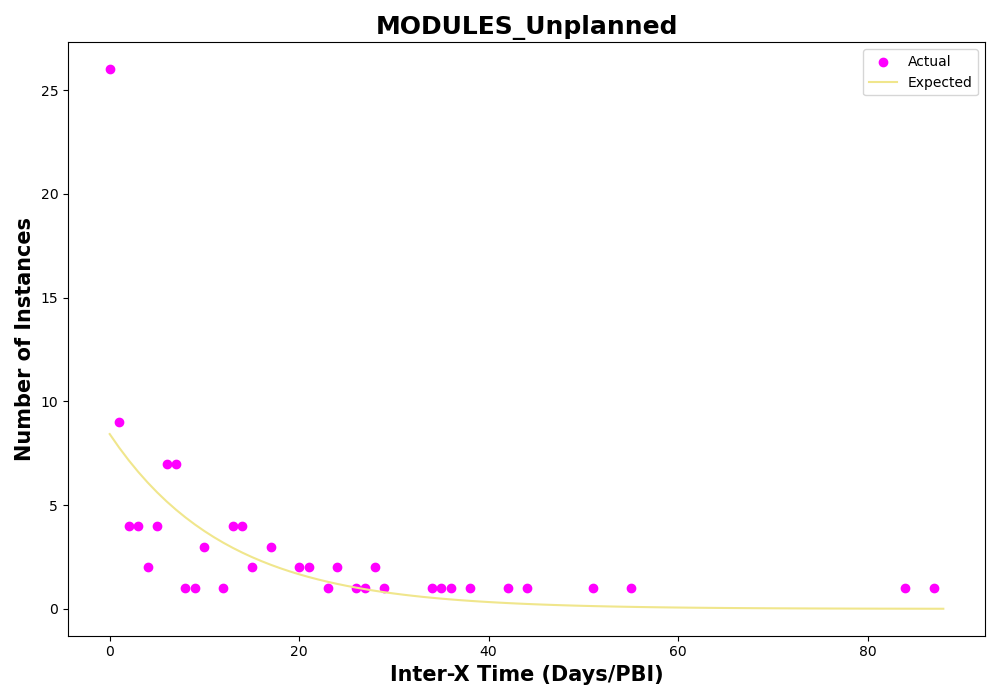 MODULES_Unplanned
Actual
Expected
25
20
15
10
5
0
Number of Instances
0 20 40 60 80
Inter-X Time (Days/PBI)